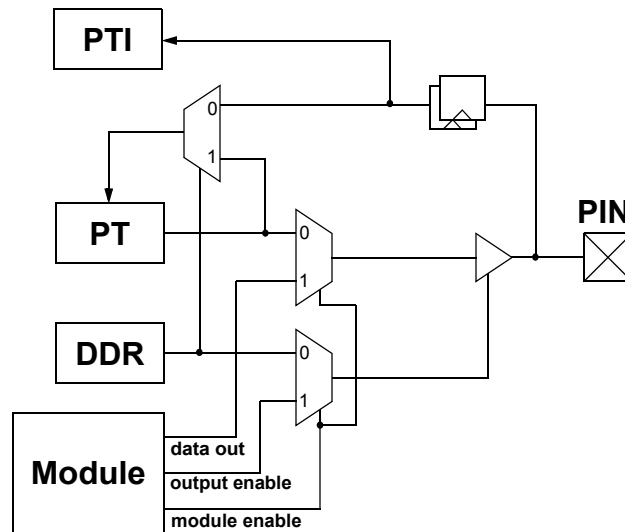 PTI
0
1
PT
PIN
0
1
DDR
0
1
Module
data out
output enable
module enable